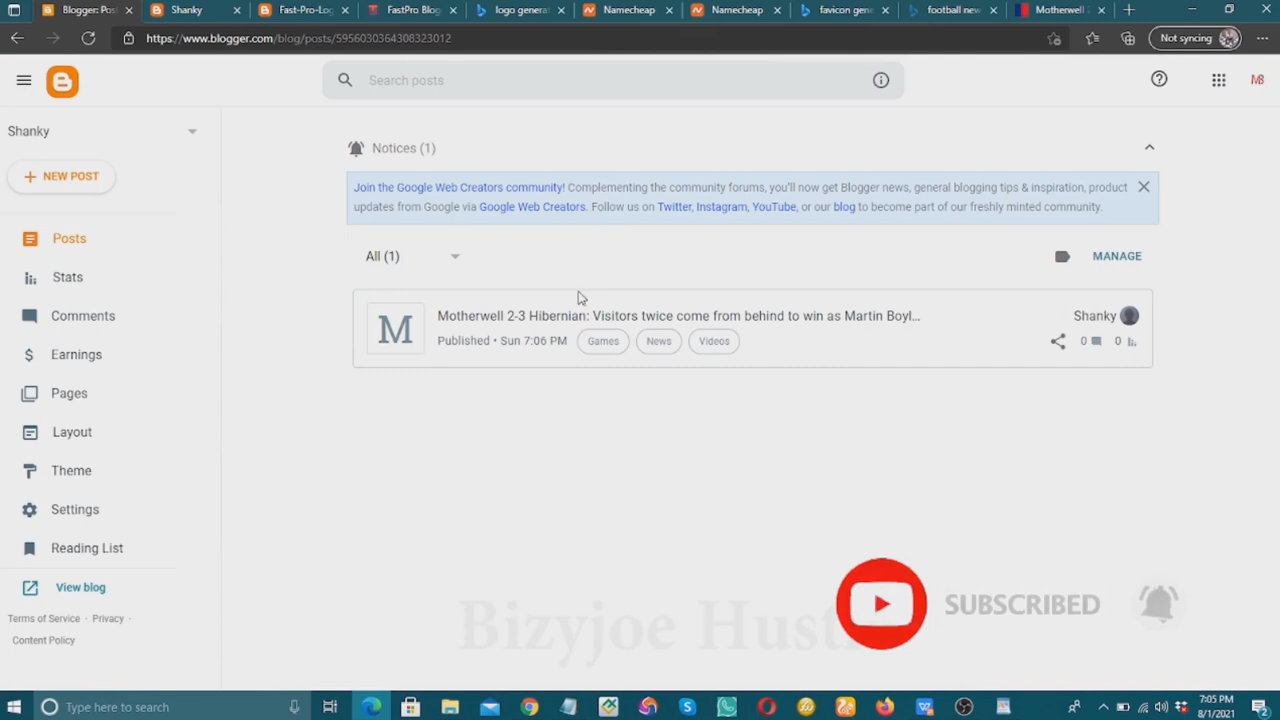 Blogger: Post
Shanky
Fast-Pro-Log
FastPro Blog
logo genera
Namecheap
Namecheap
favicon gene
football new
Motherwell 2
https://www.blogger.com/blog/posts/5956030364308323012
Not syncing
Search posts
Shanky
NEW POST
Posts
Stats
Comments
Earnings
Pages
Layout
Theme
Settings
Reading List
View blog
Terms of Service · Privacy ·
Content Policy
Notices (1)
Join the Google Web Creators community! Complementing the community forums, you'll now get Blogger news, general blogging tips & inspiration, product
updates from Google via Google Web Creators. Follow us on Twitter, Instagram, YouTube, or our blog to become part of our freshly minted community.
All (1)
MANAGE
M
Motherwell 2-3 Hibernian: Visitors twice come from behind to win as Martin Boyl...
Shanky
Published • Sun 7:06 PM
Games
News
Videos
0
0
SUBSCRIBED
Bizyjoe Hust
Type here to search
7:05 PM
8/1/2021
2